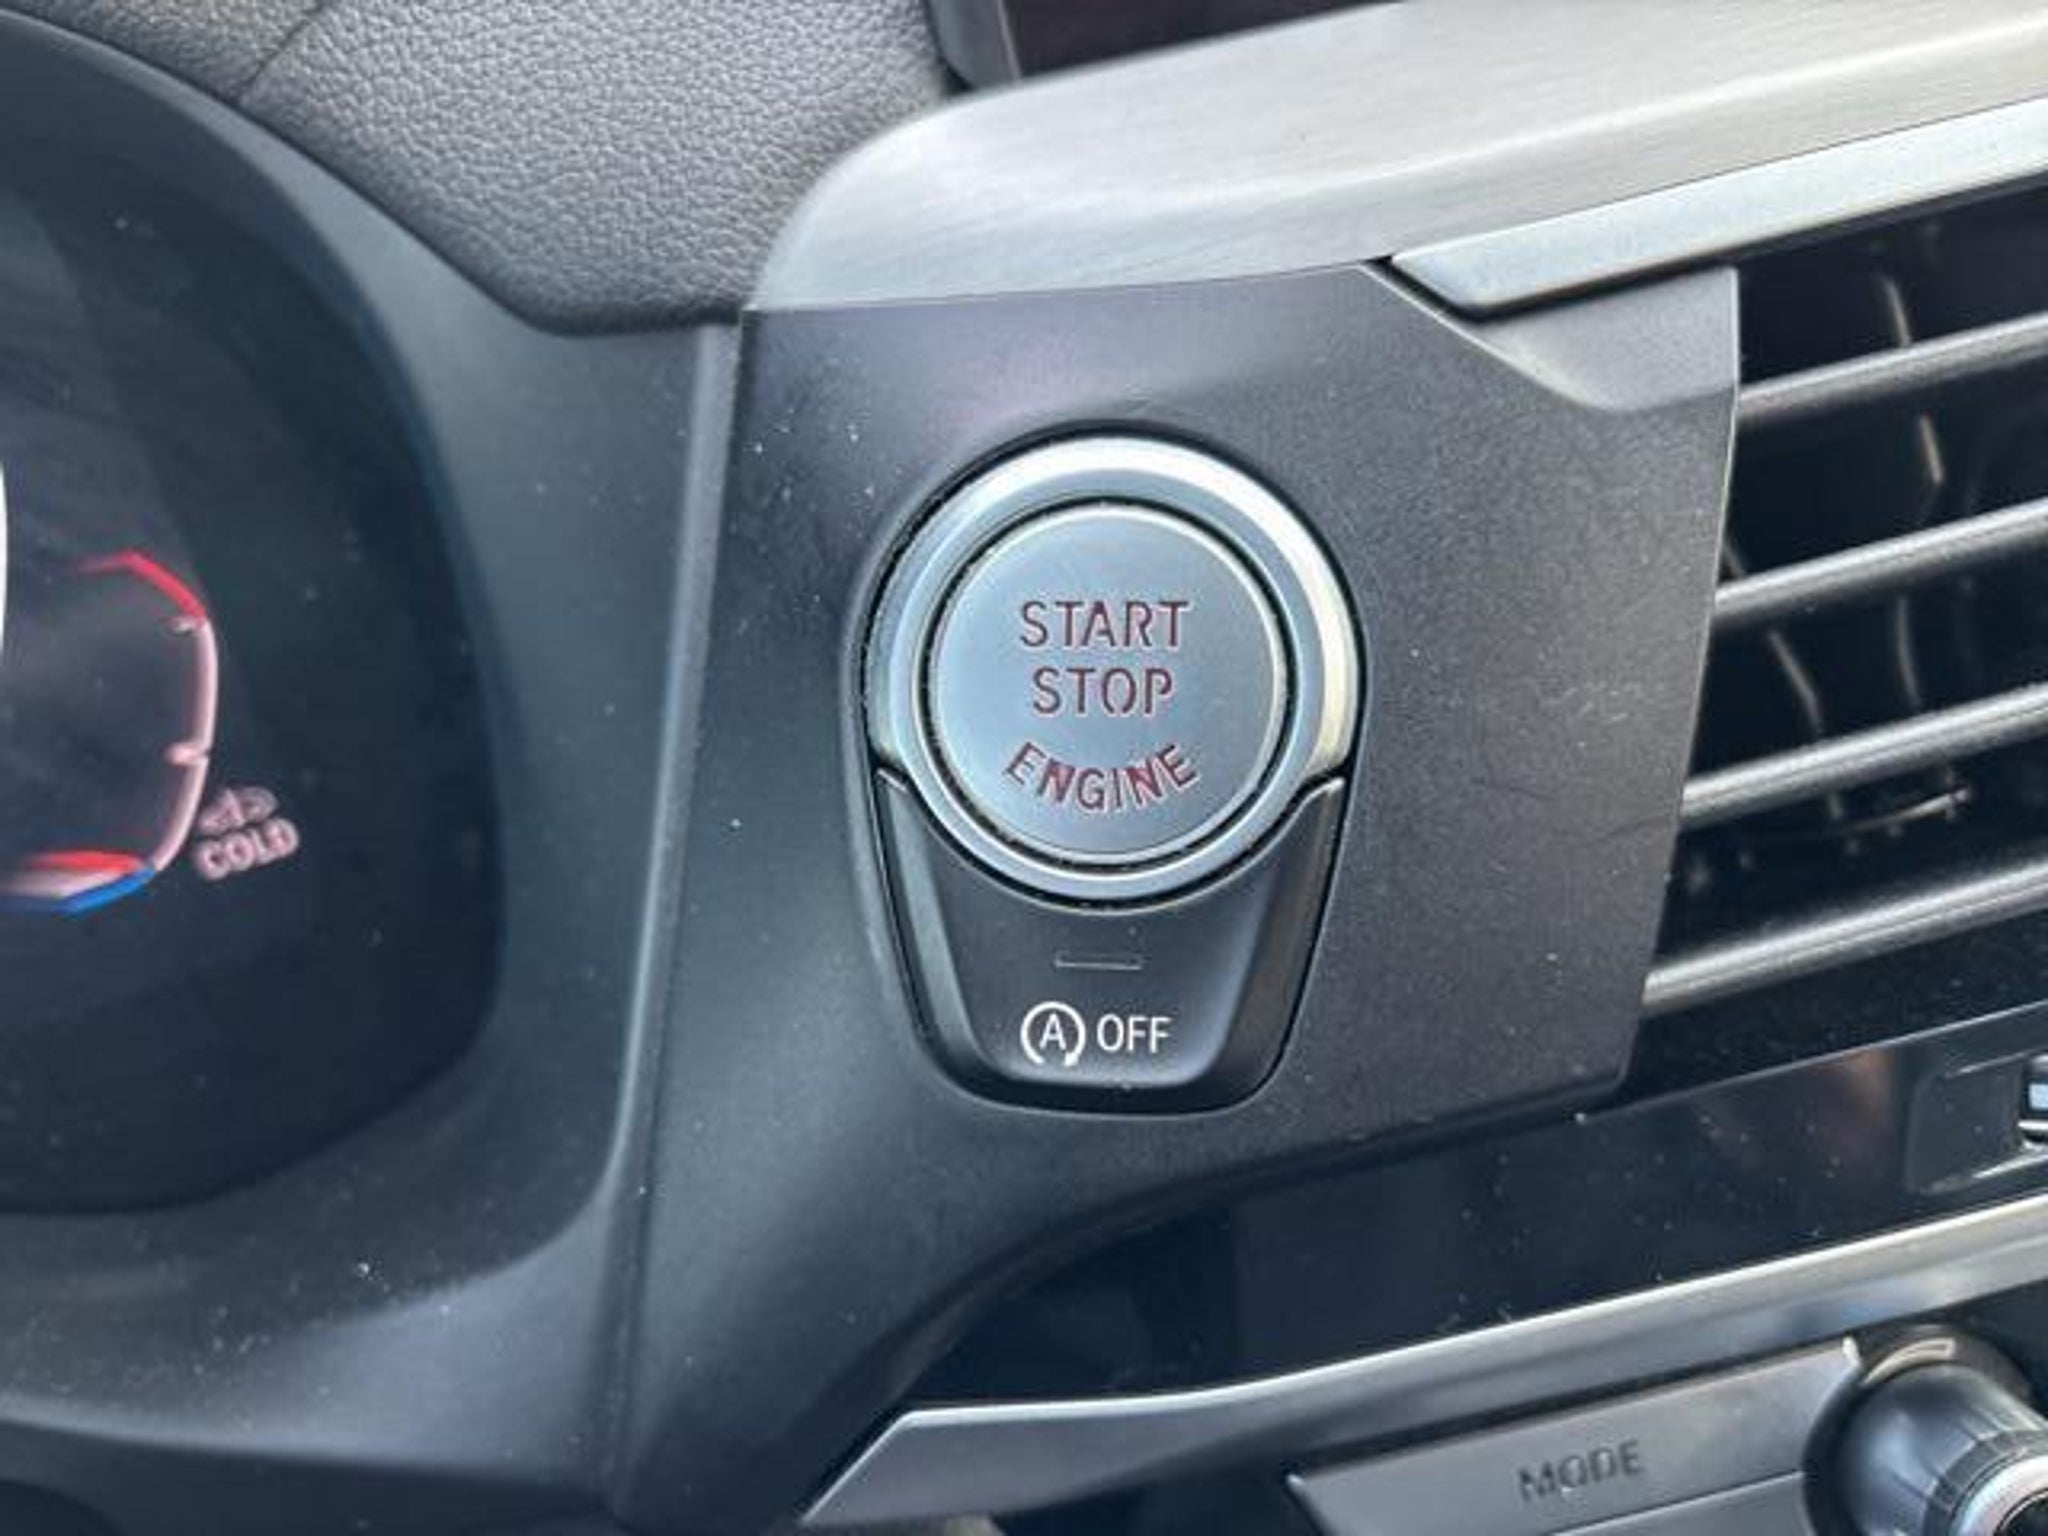 START
STOP
ENGINE
A OFF
COLD
MODE